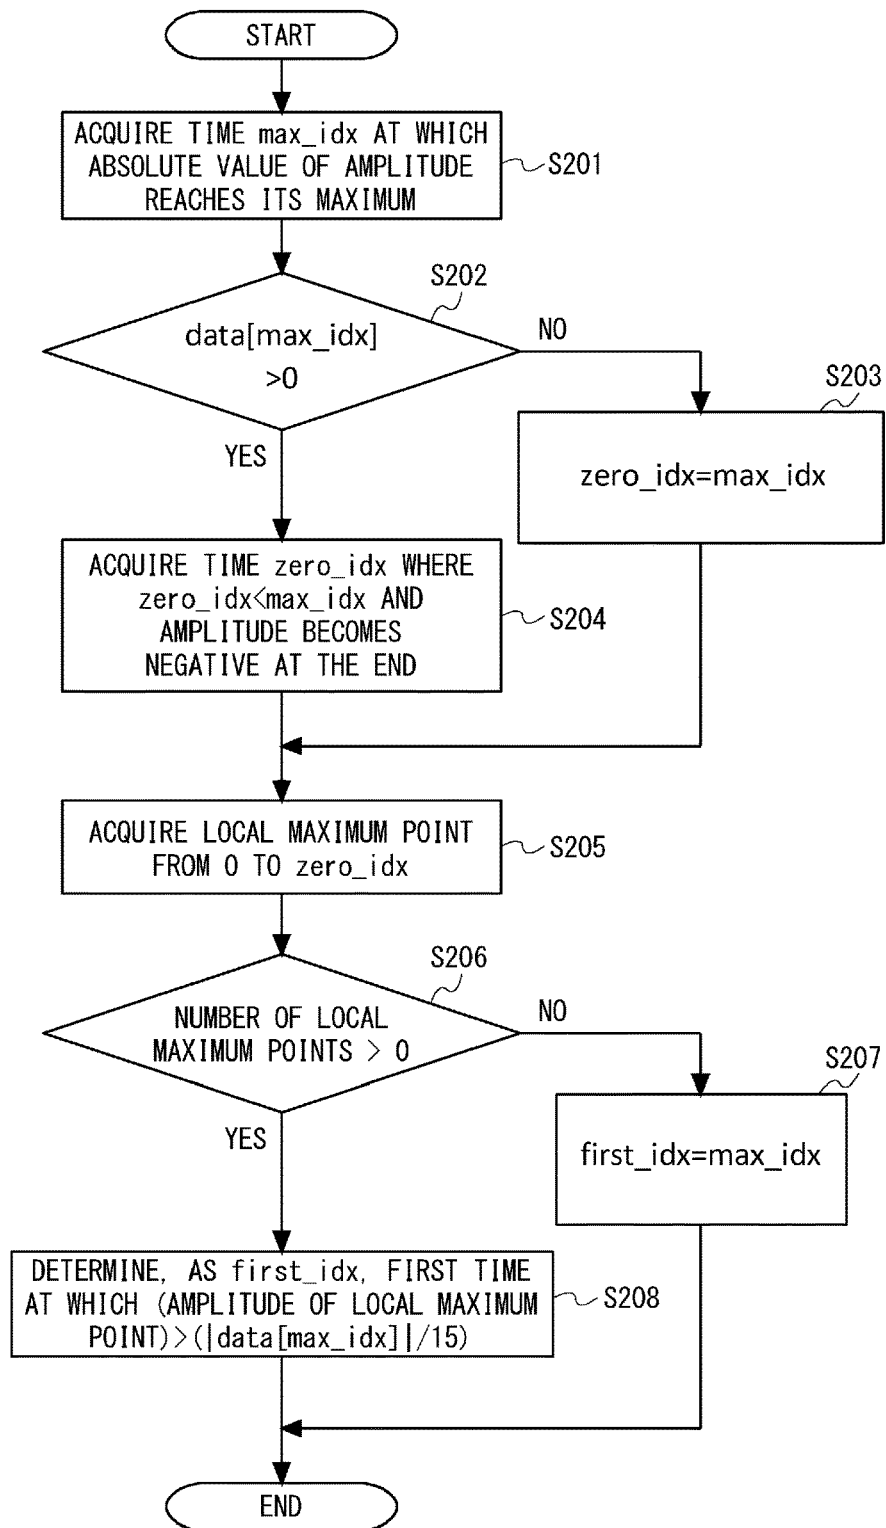 START
ACQUIRE TIME max_idx AT WHICH
ABSOLUTE VALUE OF AMPLITUDE
REACHES ITS MAXIMUM
S201
S202
data[max_idx]
>0
NO
YES
S203
zero_idx=max_idx
ACQUIRE TIME zero_idx WHERE
zero_idx<max_idx AND
AMPLITUDE BECOMES
NEGATIVE AT THE END
S204
ACQUIRE LOCAL MAXIMUM POINT
FROM 0 TO zero_idx
S205
S206
NUMBER OF LOCAL
MAXIMUM POINTS > 0
NO
YES
S207
first_idx=max_idx
DETERMINE, AS first_idx, FIRST TIME
AT WHICH (AMPLITUDE OF LOCAL MAXIMUM
POINT)>(|data[max_idx]|/15)
S208
END